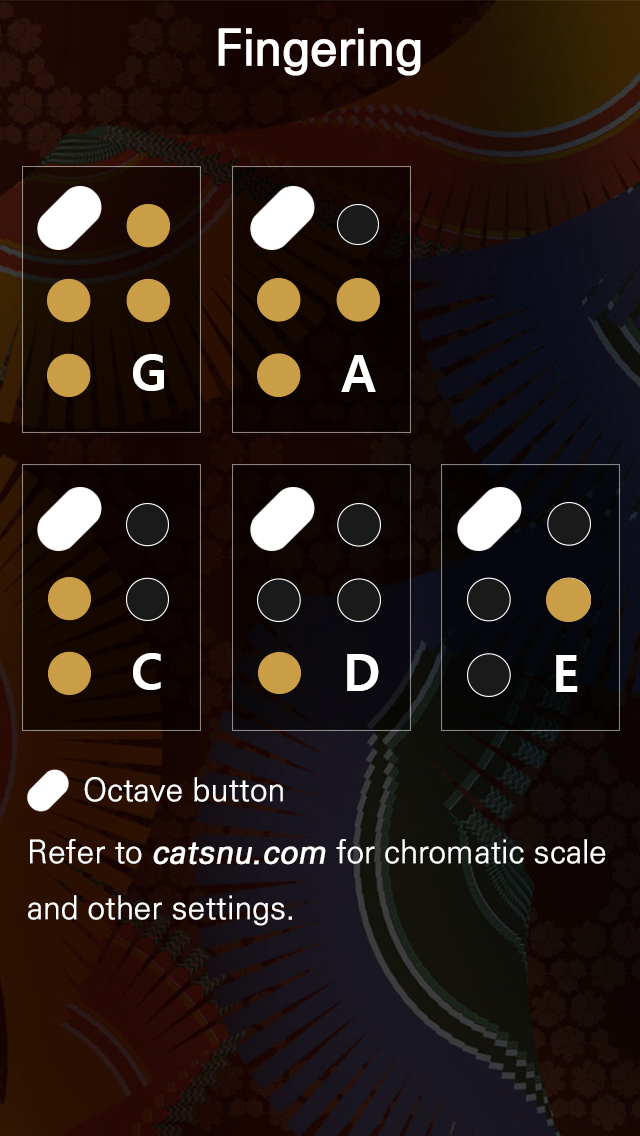 Fingering
G
A
C
D
E
Octave button
Refer to catsnu.com for chromatic scale
and other settings.